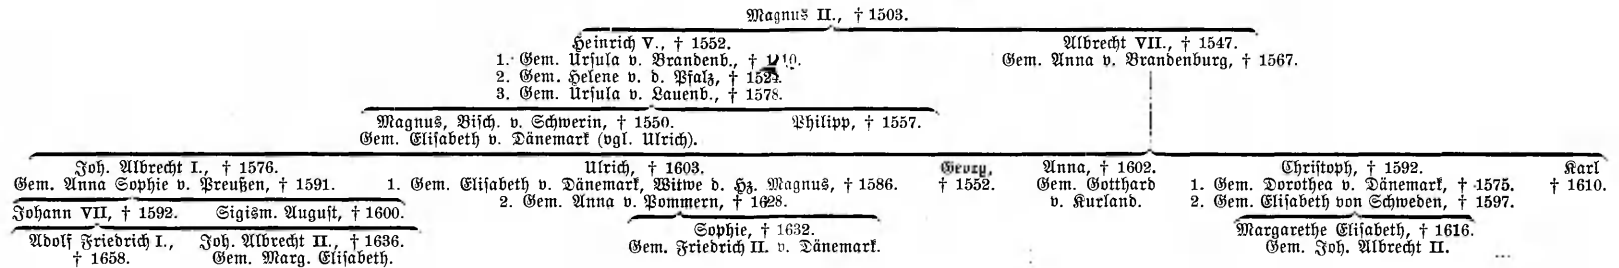 Magnus II., † 1503.
Heinrich V., † 1552.
1. Gem. Ursula v. Brandenb., †
2. Gem. Helene v. d. Pfalz, † 1524.
3. Gem. Ursula v. Lauenb., † 1578.
Albrecht VII., † 1547.
Gem. Anna v. Brandenburg, † 1567.
Magnus, Bisch. v. Schwerin, † 1550.
Gem. Elisabeth v. Dänemark (vgl. Ulrich).
Philipp, † 1557.
Joh. Albrecht I., † 1576.
Gem. Anna Sophie v. Preußen, † 1591.
Ulrich, † 1603.
1. Gem. Elisabeth v. Dänemark, Witwe d. Hz. Magnus, † 1586.
2. Gem. Anna v. Pommern, † 1628.
Georg,
† 1552.
Anna, † 1602.
Gem. Gotthard
v. Kurland.
Christoph, † 1592.
1. Gem. Dorothea v. Dänemark, † 1575.
2. Gem. Elisabeth von Schweden, † 1597.
Karl
† 1610.
Johann VII, † 1592.
Sigism. August, † 1600.
Adolf Friedrich I.,
† 1658.
Joh. Albrecht II., † 1636.
Gem. Marg. Elisabeth.
Sophie, † 1632.
Gem. Friedrich II. v. Dänemark.
Margarethe Elisabeth, † 1616.
Gem. Joh. Albrecht II.